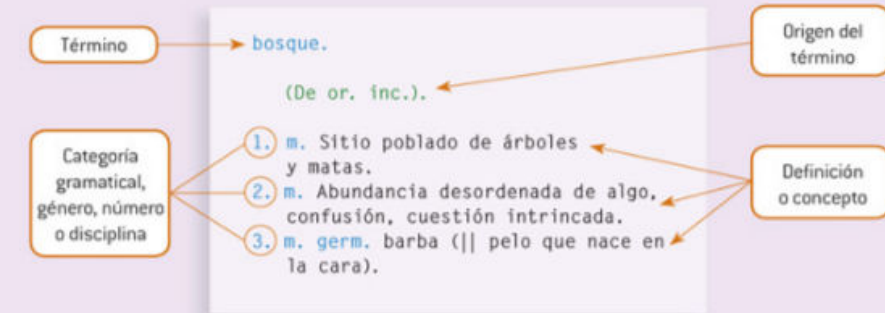 Término
bosque.
Origen del
término
(De or. inc.).
Categoría
gramatical,
género, número
o disciplina
1. m. Sitio poblado de árboles
y matas.
2. m. Abundancia desordenada de algo,
confusión, cuestión intrincada.
3. m. germ. barba (|| pelo que nace en
la cara).
Definición
o concepto